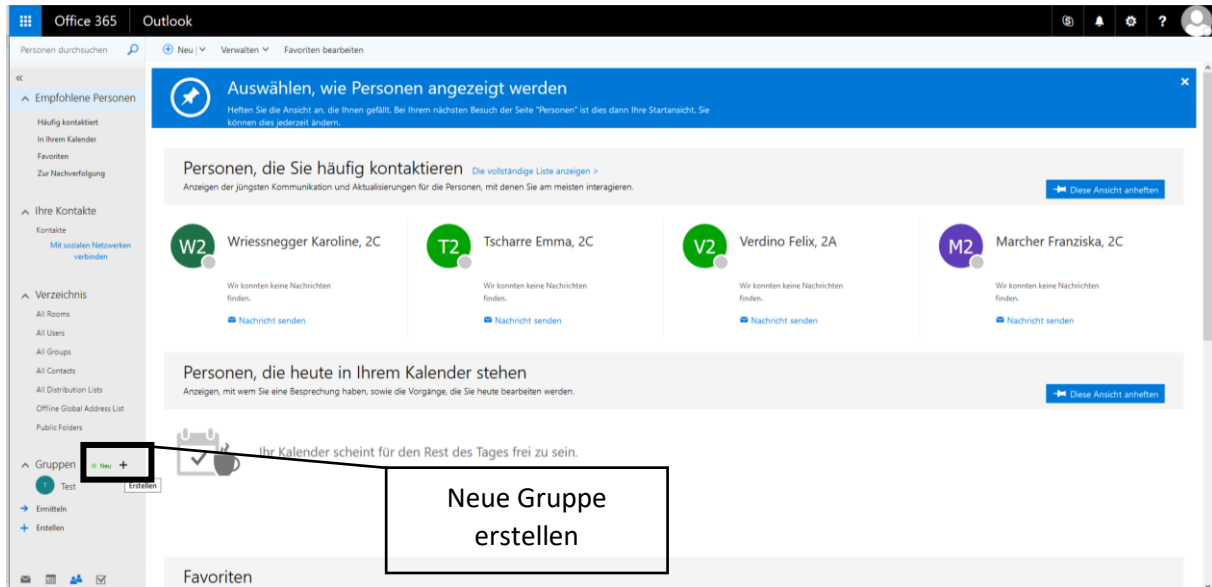 Office 365 Outlook
?
Personen durchsuchen
Neu
Verwalten
Favoriten bearbeiten
«
Empfohlene Personen
Häufig kontaktiert
In Ihrem Kalender
Favoriten
Zur Nachverfolgung
Ihre Kontakte
Kontakte
Mit sozialen Netzwerken
verbinden
Verzeichnis
All Rooms
All Users
All Groups
All Contacts
All Distribution Lists
Offline Global Address List
Public Folders
Gruppen Neu +
T Test
Erstellen
Ermitteln
Erstellen
Auswählen, wie Personen angezeigt werden
Heften Sie die Ansicht an, die Ihnen gefällt. Bei Ihrem nächsten Besuch der Seite "Personen" ist dies dann Ihre Startansicht. Sie
können dies jederzeit ändern.
Personen, die Sie häufig kontaktieren Die vollständige Liste anzeigen >
Anzeigen der jüngsten Kommunikation und Aktualisierungen für die Personen, mit denen Sie am meisten interagieren.
Diese Ansicht anheften
W2 Wriessnegger Karoline, 2C
Wir konnten keine Nachrichten
finden.
Nachricht senden
T2 Tscharre Emma, 2C
Wir konnten keine Nachrichten
finden.
Nachricht senden
V2 Verdino Felix, 2A
Wir konnten keine Nachrichten
finden.
Nachricht senden
M2 Marcher Franziska, 2C
Wir konnten keine Nachrichten
finden.
Nachricht senden
Personen, die heute in Ihrem Kalender stehen
Anzeigen, mit wem Sie eine Besprechung haben, sowie die Vorgänge, die Sie heute bearbeiten werden.
Diese Ansicht anheften
Ihr Kalender scheint für den Rest des Tages frei zu sein.
Neue Gruppe
erstellen
Favoriten